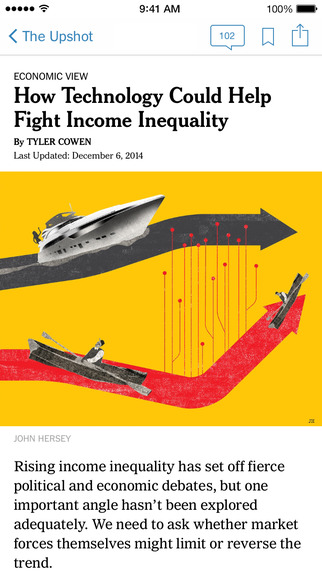 9:41 AM
100%
The Upshot
102
ECONOMIC VIEW
How Technology Could Help
Fight Income Inequality
By TYLER COWEN
Last Updated: December 6, 2014
JOHN HERSEY
Rising income inequality has set off fierce
political and economic debates, but one
important angle hasn't been explored
adequately. We need to ask whether market
forces themselves might limit or reverse the
trend.